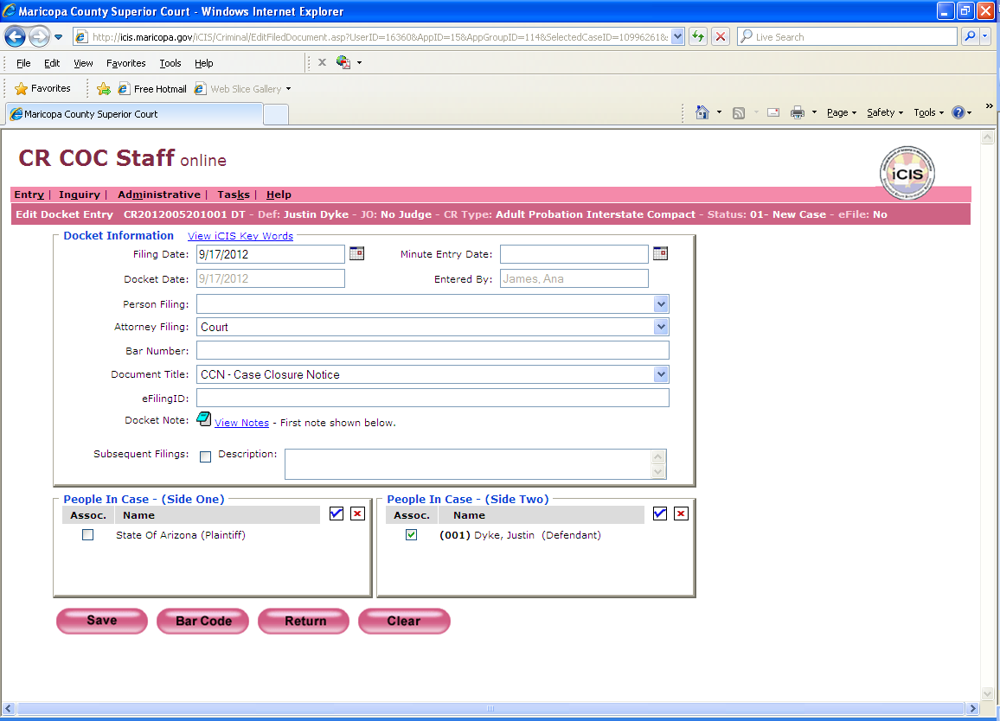 Maricopa County Superior Court - Windows Internet Explorer
http://icis.maricopa.gov/iCIS/Criminal/EditFiledDocument.asp?UserID=16360&AppID=15&AppGroupID=114&SelectedCaseID=10996261&
Live Search
File Edit View Favorites Tools Help
Favorites Free Hotmail Web Slice Gallery
Maricopa County Superior Court
Page Safety Tools
CR COC Staff online
iCIS
Entry | Inquiry | Administrative | Tasks | Help
Edit Docket Entry CR2012005201001 DT - Def: Justin Dyke - JO: No Judge - CR Type: Adult Probation Interstate Compact - Status: 01- New Case - eFile: No
Docket Information View iCIS Key Words
Filing Date: 9/17/2012 Minute Entry Date:
Docket Date: 9/17/2012 Entered By: James, Ana
Person Filing:
Attorney Filing: Court
Bar Number:
Document Title: CCN - Case Closure Notice
eFilingID:
Docket Note: View Notes - First note shown below.
Subsequent Filings: Description:
People In Case - (Side One) People In Case - (Side Two)
Assoc. Name Assoc. Name
State Of Arizona (Plaintiff) (001) Dyke, Justin (Defendant)
Save Bar Code Return Clear